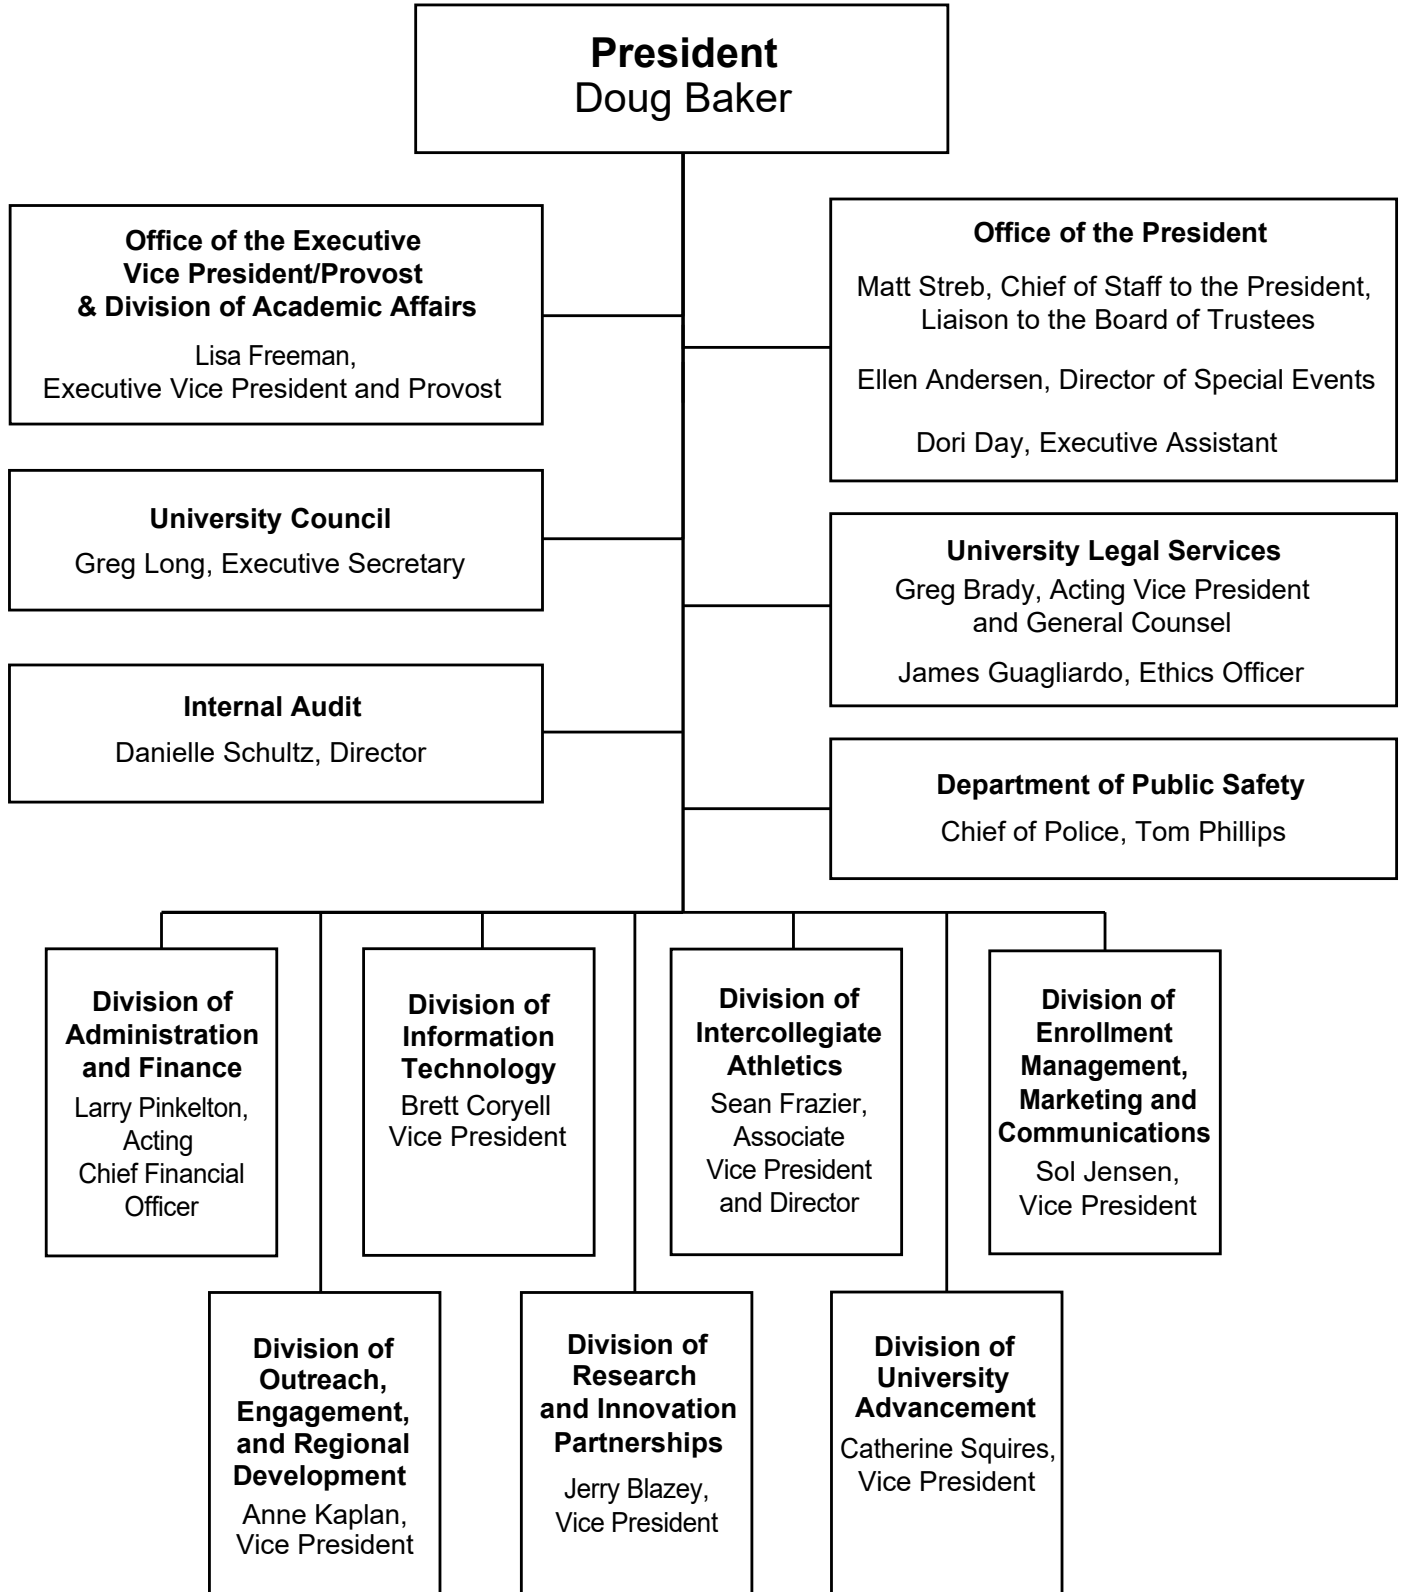 President
Doug Baker
Office of the Executive
Vice President/Provost
& Division of Academic Affairs
Lisa Freeman,
Executive Vice President and Provost
Office of the President
Matt Streb, Chief of Staff to the President,
Liaison to the Board of Trustees
Ellen Andersen, Director of Special Events
Dori Day, Executive Assistant
University Council
Greg Long, Executive Secretary
University Legal Services
Greg Brady, Acting Vice President
and General Counsel
James Guagliardo, Ethics Officer
Internal Audit
Danielle Schultz, Director
Department of Public Safety
Chief of Police, Tom Phillips
Division of
Administration
and Finance
Larry Pinkelton,
Acting
Chief Financial
Officer
Division of
Information
Technology
Brett Coryell
Vice President
Division of
Intercollegiate
Athletics
Sean Frazier,
Associate
Vice President
and Director
Division of
Enrollment
Management,
Marketing and
Communications
Sol Jensen,
Vice President
Division of
Outreach,
Engagement,
and Regional
Development
Anne Kaplan,
Vice President
Division of
Research
and Innovation
Partnerships
Jerry Blazey,
Vice President
Division of
University
Advancement
Catherine Squires,
Vice President